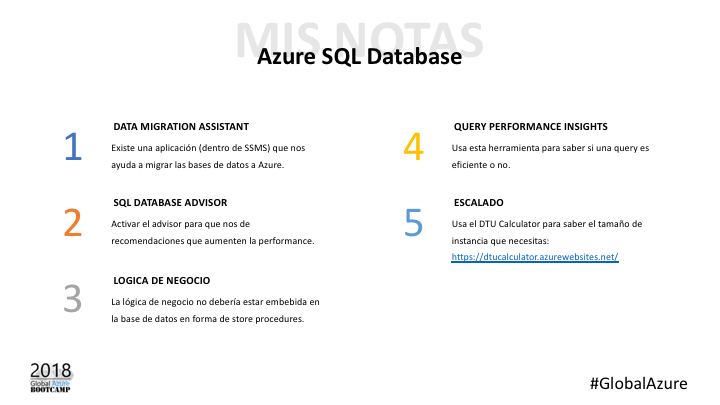 MIS NOTAS
Azure SQL Database
1
DATA MIGRATION ASSISTANT
Existe una aplicación (dentro de SSMS) que nos
ayuda a migrar las bases de datos a Azure.
2
SQL DATABASE ADVISOR
Activar el advisor para que nos de
recomendaciones que aumenten la performance.
3
LOGICA DE NEGOCIO
La lógica de negocio no debería estar embebida en
la base de datos en forma de store procedures.
4
QUERY PERFORMANCE INSIGHTS
Usa esta herramienta para saber si una query es
eficiente o no.
5
ESCALADO
Usa el DTU Calculator para saber el tamaño de
instancia que necesitas:
https://dtucalculator.azurewebsites.net/
2018
Global Azure
BOOTCAMP
#GlobalAzure